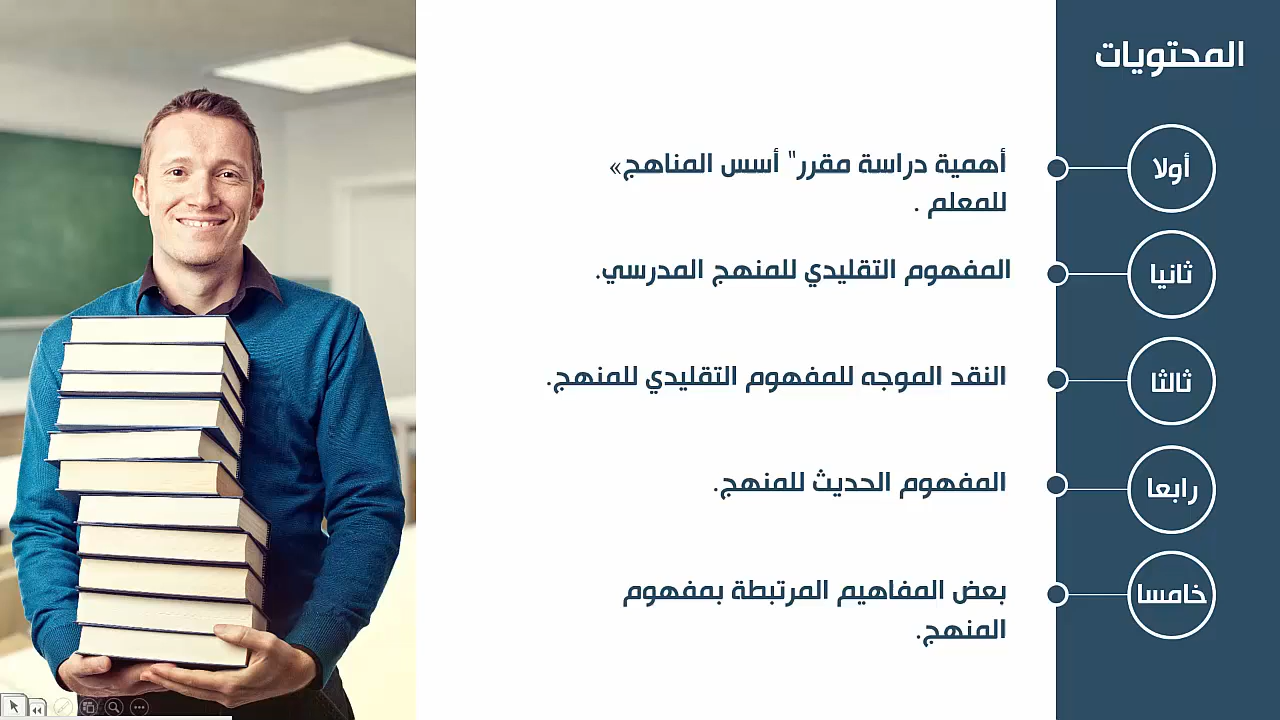 المحتويات
أولا
أهمية دراسة مقرر" أسس المناهج»
للمعلم .
ثانيا
المفهوم التقليدي للمنهج المدرسي.
ثالثا
النقد الموجه للمفهوم التقليدي للمنهج.
رابعا
المفهوم الحديث للمنهج.
خامسا
بعض المفاهيم المرتبطة بمفهوم
المنهج.